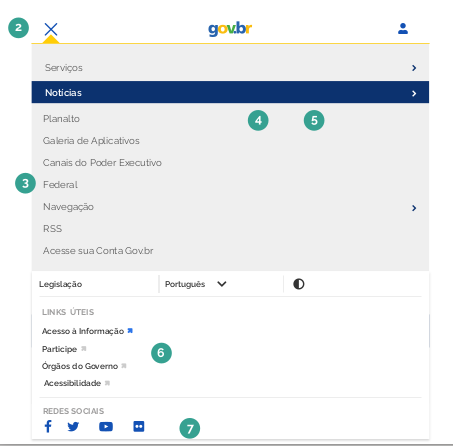 2
gov.br
Serviços
Notícias
Planalto
4
5
Galeria de Aplicativos
Canais do Poder Executivo
3
Federal
Navegação
RSS
Acesse sua Conta Gov.br
Legislação
Português
LINKS ÚTEIS
Acesso à Informação
Participe
6
Órgãos do Governo
Acessibilidade
REDES SOCIAIS
7